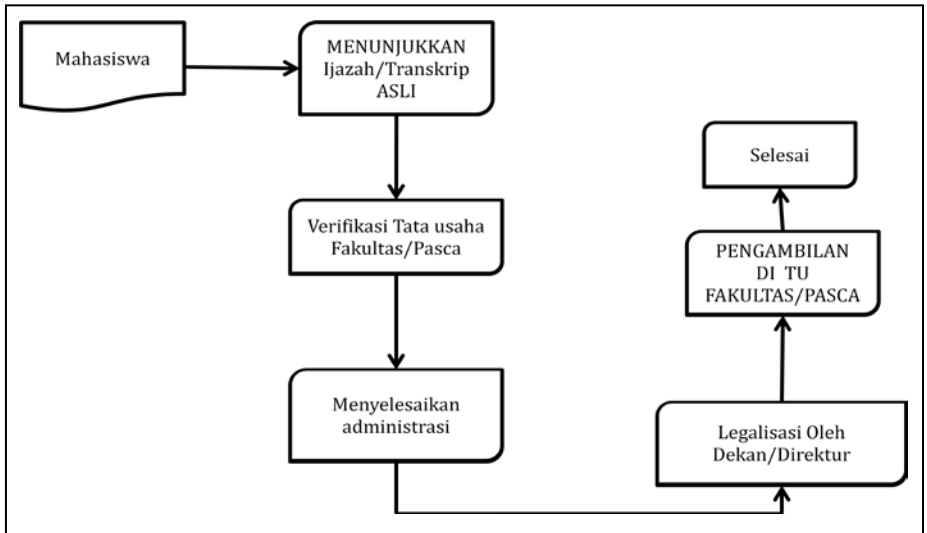 Mahasiswa
MENUNJUKKAN
Ijazah/Transkrip
ASLI
Verifikasi Tata usaha
Fakultas/Pasca
Menyelesaikan
administrasi
Legalisasi Oleh
Dekan/Direktur
PENGAMBILAN
DI TU
FAKULTAS/PASCA
Selesai